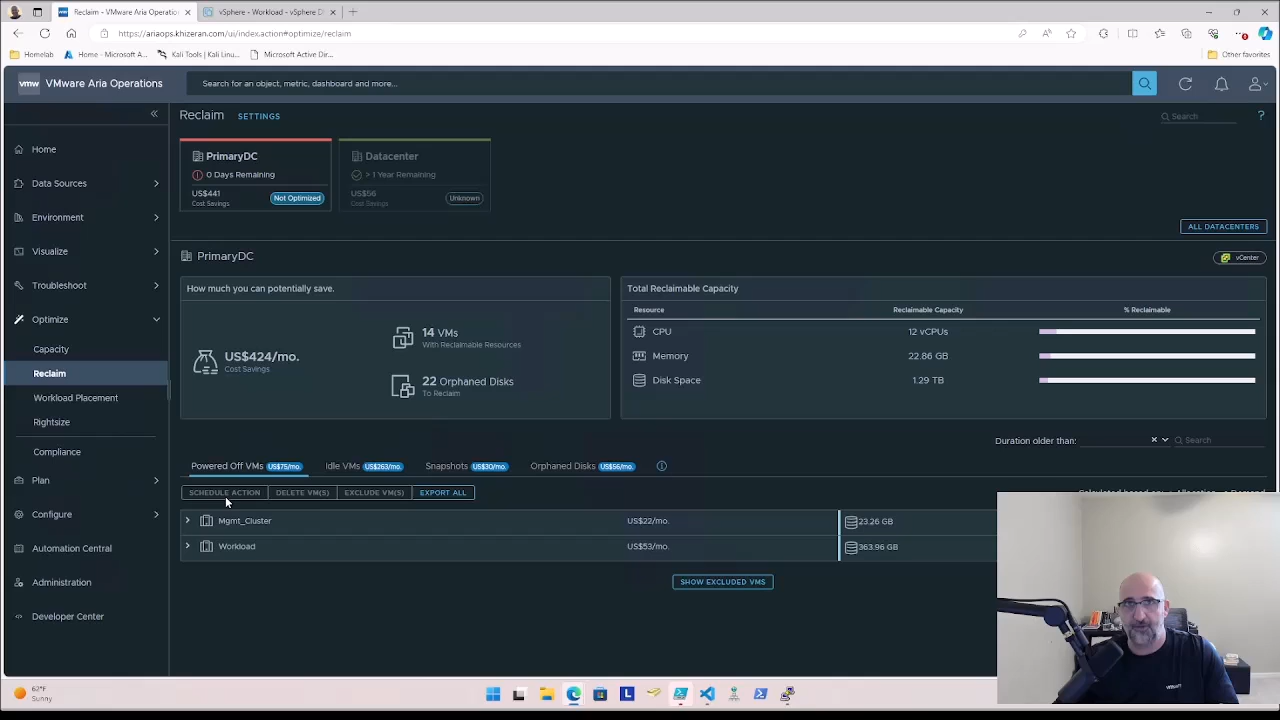 Reclaim - VMware Aria Operations
vSphere - Workload - vSphere D
https://ariaops.khizeran.com/ui/index.action#optimize/reclaim
Homelab
Home - Microsoft A...
Kali Tools | Kali Linu...
Microsoft Active Dir...
Other favorites
vmw
VMware Aria Operations
Search for an object, metric, dashboard and more...
Reclaim
SETTINGS
Search
?
Home
Data Sources
Environment
Visualize
Troubleshoot
Optimize
Capacity
Reclaim
Workload Placement
Rightsize
Compliance
Plan
Configure
Automation Central
Administration
Developer Center
PrimaryDC
0 Days Remaining
US$441
Cost Savings
Not Optimized
Datacenter
> 1 Year Remaining
US$56
Cost Savings
Unknown
ALL DATACENTERS
PrimaryDC
vCenter
How much you can potentially save.
US$424/mo.
Cost Savings
14 VMs
With Reclaimable Resources
22 Orphaned Disks
To Reclaim
Total Reclaimable Capacity
Resource Reclaimable Capacity % Reclaimable
CPU 12 vCPUs
Memory 22.86 GB
Disk Space 1.29 TB
Duration older than:
Search
Powered Off VMs US$75/mo.
Idle VMs US$263/mo.
Snapshots US$30/mo.
Orphaned Disks US$56/mo.
SCHEDULE ACTION
DELETE VM(S)
EXCLUDE VM(S)
EXPORT ALL
Mgmt_Cluster US$22/mo. 23.26 GB
Workload US$53/mo. 363.96 GB
SHOW EXCLUDED VMS
62°F
Sunny
L
vmware